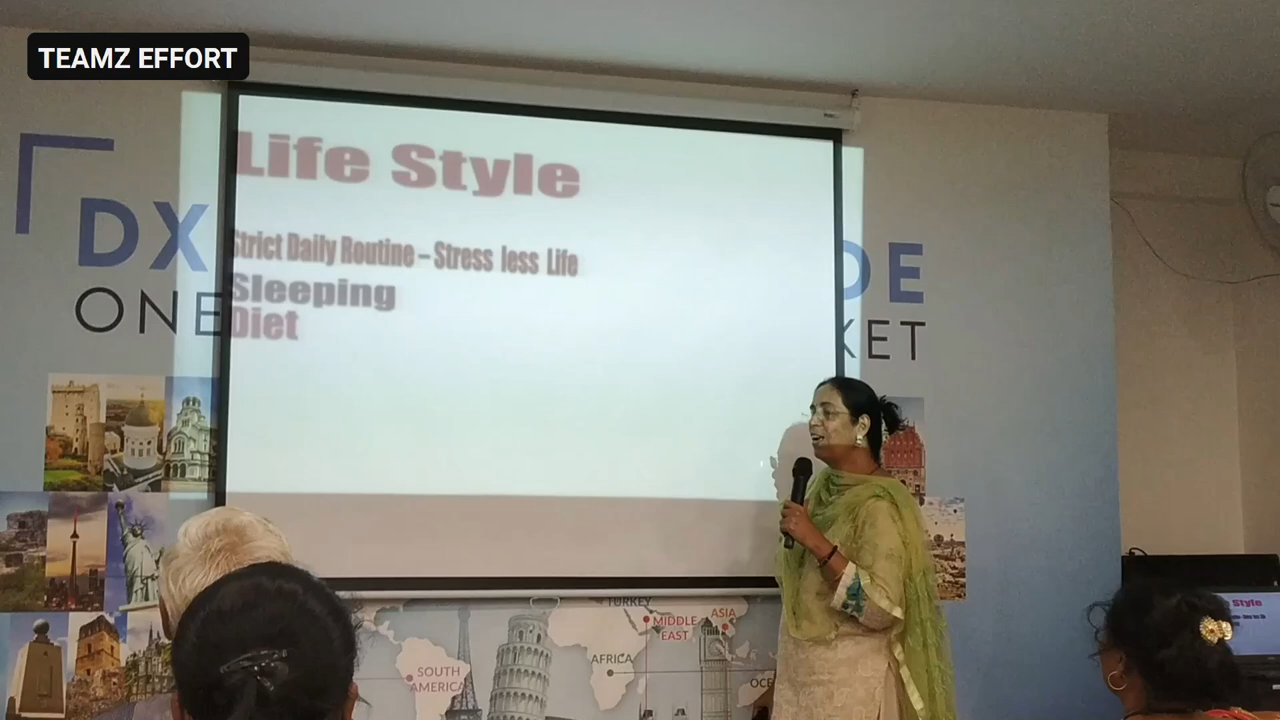 TEAMZ EFFORT
Life Style
Strict Daily Routine – Stress less Life
Sleeping
Diet
DX
DE
ONE
KET
TURKEY
MIDDLE
EAST
ASIA
AFRICA
SOUTH
AMERICA
OCE
Style